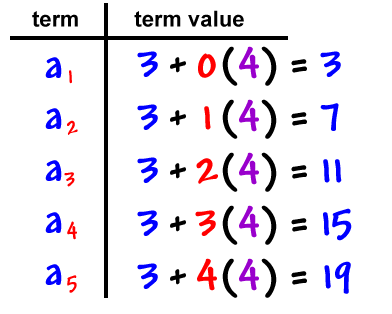 term term value
a₁ 3 + 0(4) = 3
a₂ 3 + 1(4) = 7
a₃ 3 + 2(4) = 11
a₄ 3 + 3(4) = 15
a₅ 3 + 4(4) = 19